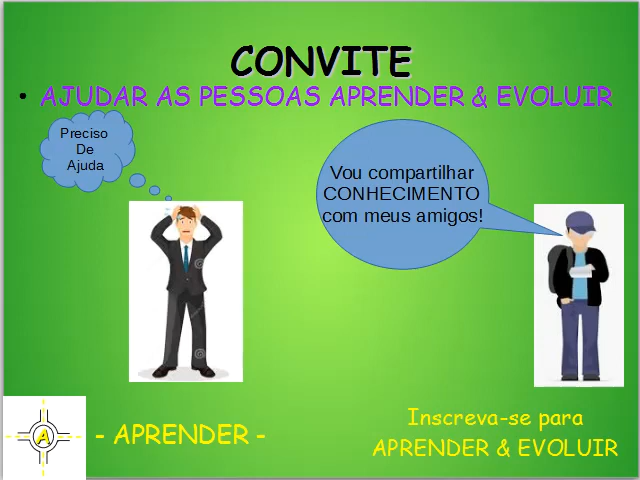 CONVITE
• AJUDAR AS PESSOAS APRENDER & EVOLUIR
Preciso
De
Ajuda
Vou compartilhar
CONHECIMENTO
com meus amigos!
A
- APRENDER -
Inscreva-se para
APRENDER & EVOLUIR